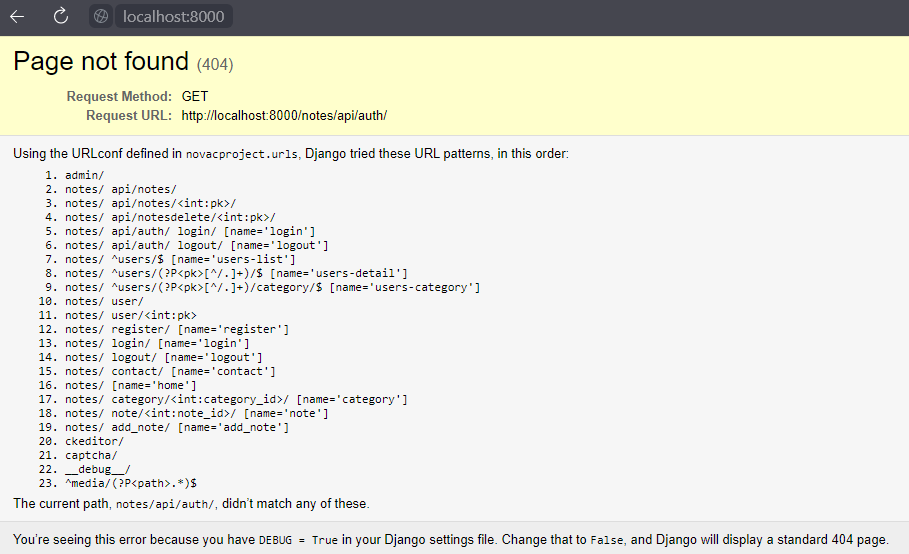 localhost:8000
Page not found (404)
Request Method: GET
Request URL: http://localhost:8000/notes/api/auth/
Using the URLconf defined in novacproject.urls, Django tried these URL patterns, in this order:
1. admin/
2. notes/ api/notes/
3. notes/ api/notes/<int:pk>/
4. notes/ api/notesdelete/<int:pk>/
5. notes/ api/auth/ login/ [name='login']
6. notes/ api/auth/ logout/ [name='logout']
7. notes/ ^users/$ [name='users-list']
8. notes/ ^users/(?P<pk>[^/.]+)/$ [name='users-detail']
9. notes/ ^users/(?P<pk>[^/.]+)/category/$ [name='users-category']
10. notes/ user/
11. notes/ user/<int:pk>
12. notes/ register/ [name='register']
13. notes/ login/ [name='login']
14. notes/ logout/ [name='logout']
15. notes/ contact/ [name='contact']
16. notes/ [name='home']
17. notes/ category/<int:category_id>/ [name='category']
18. notes/ note/<int:note_id>/ [name='note']
19. notes/ add_note/ [name='add_note']
20. ckeditor/
21. captcha/
22. __debug__/
23. ^media/(?P<path>.*)$
The current path, notes/api/auth/, didn’t match any of these.
You’re seeing this error because you have DEBUG = True in your Django settings file. Change that to False, and Django will display a standard 404 page.